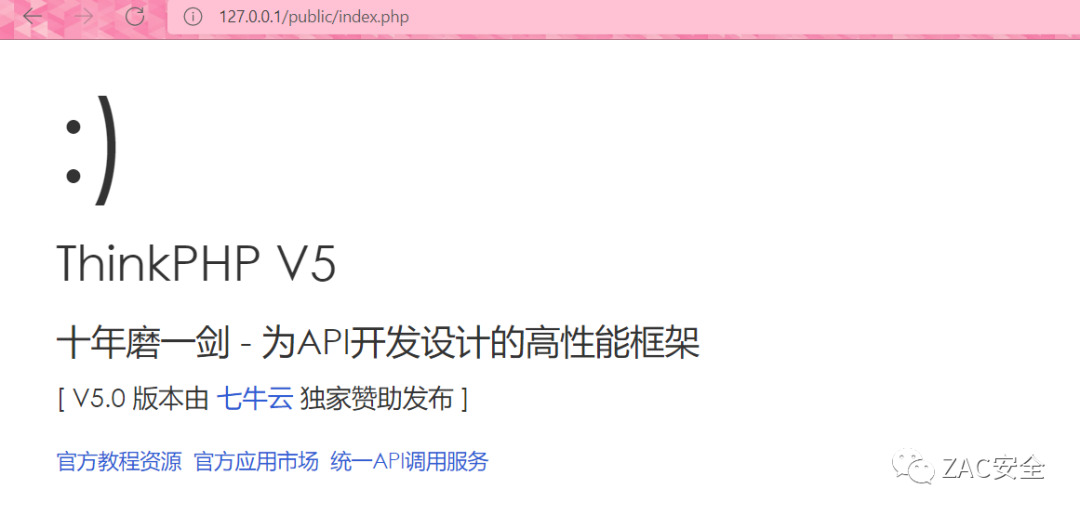 127.0.0.1/public/index.php
:)
ThinkPHP V5
十年磨一剑 - 为API开发设计的高性能框架
[ V5.0 版本由 七牛云 独家赞助发布 ]
官方教程资源 官方应用市场 统一API调用服务
ZAC安全